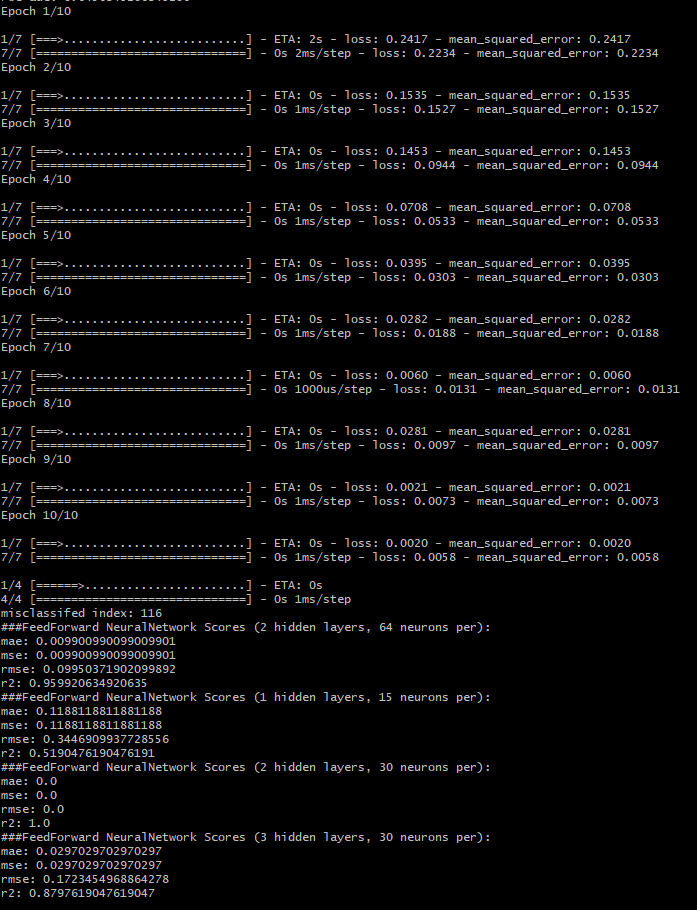 Epoch 1/10
1/7 [===>..........................] - ETA: 2s - loss: 0.2417 - mean_squared_error: 0.2417
7/7 [==============================] - 0s 2ms/step - loss: 0.2234 - mean_squared_error: 0.2234
Epoch 2/10
1/7 [===>..........................] - ETA: 0s - loss: 0.1535 - mean_squared_error: 0.1535
7/7 [==============================] - 0s 1ms/step - loss: 0.1527 - mean_squared_error: 0.1527
Epoch 3/10
1/7 [===>..........................] - ETA: 0s - loss: 0.1453 - mean_squared_error: 0.1453
7/7 [==============================] - 0s 1ms/step - loss: 0.0944 - mean_squared_error: 0.0944
Epoch 4/10
1/7 [===>..........................] - ETA: 0s - loss: 0.0708 - mean_squared_error: 0.0708
7/7 [==============================] - 0s 1ms/step - loss: 0.0533 - mean_squared_error: 0.0533
Epoch 5/10
1/7 [===>..........................] - ETA: 0s - loss: 0.0395 - mean_squared_error: 0.0395
7/7 [==============================] - 0s 1ms/step - loss: 0.0303 - mean_squared_error: 0.0303
Epoch 6/10
1/7 [===>..........................] - ETA: 0s - loss: 0.0282 - mean_squared_error: 0.0282
7/7 [==============================] - 0s 1ms/step - loss: 0.0188 - mean_squared_error: 0.0188
Epoch 7/10
1/7 [===>..........................] - ETA: 0s - loss: 0.0060 - mean_squared_error: 0.0060
7/7 [==============================] - 0s 1000us/step - loss: 0.0131 - mean_squared_error: 0.0131
Epoch 8/10
1/7 [===>..........................] - ETA: 0s - loss: 0.0281 - mean_squared_error: 0.0281
7/7 [==============================] - 0s 1ms/step - loss: 0.0097 - mean_squared_error: 0.0097
Epoch 9/10
1/7 [===>..........................] - ETA: 0s - loss: 0.0021 - mean_squared_error: 0.0021
7/7 [==============================] - 0s 1ms/step - loss: 0.0073 - mean_squared_error: 0.0073
Epoch 10/10
1/7 [===>..........................] - ETA: 0s - loss: 0.0020 - mean_squared_error: 0.0020
7/7 [==============================] - 0s 1ms/step - loss: 0.0058 - mean_squared_error: 0.0058
1/4 [======>.......................] - ETA: 0s
4/4 [==============================] - 0s 1ms/step
misclassifed index: 116
###FeedForward NeuralNetwork Scores (2 hidden layers, 64 neurons per):
mae: 0.009900990099009901
mse: 0.009900990099009901
rmse: 0.09950371902099892
r2: 0.959920634920635
###FeedForward NeuralNetwork Scores (1 hidden layers, 15 neurons per):
mae: 0.1188118811881188
mse: 0.1188118811881188
rmse: 0.3446909937728556
r2: 0.5190476190476191
###FeedForward NeuralNetwork Scores (2 hidden layers, 30 neurons per):
mae: 0.0
mse: 0.0
rmse: 0.0
r2: 1.0
###FeedForward NeuralNetwork Scores (3 hidden layers, 30 neurons per):
mae: 0.0297029702970297
mse: 0.0297029702970297
rmse: 0.1723454968864278
r2: 0.8797619047619047